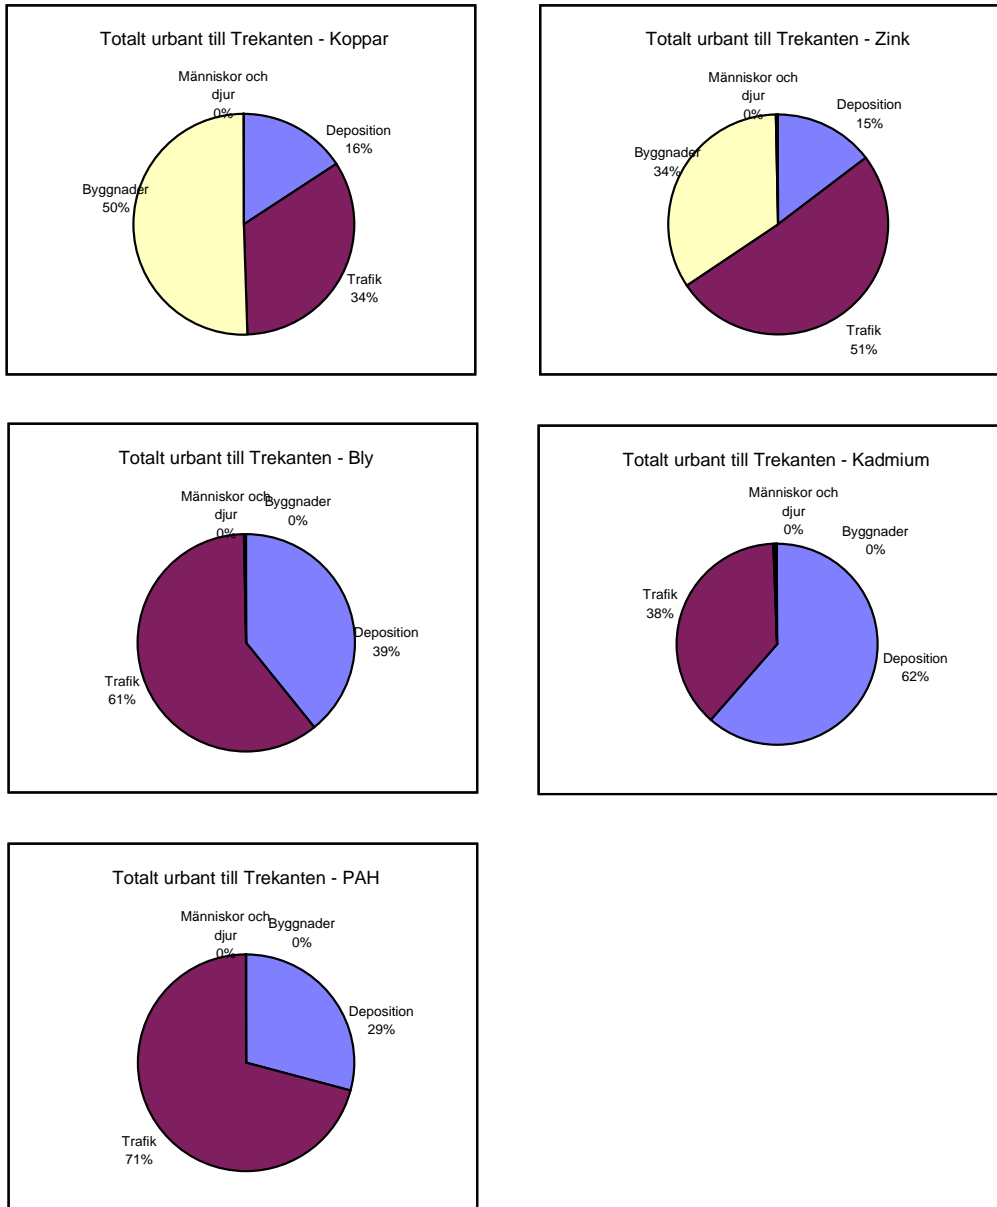 Totalt urbant till Trekanten - Koppar
Människor och
djur
0%
Deposition
16%
Byggnader
50%
Trafik
34%
Totalt urbant till Trekanten - Zink
Människor och
djur
0%
Deposition
15%
Byggnader
34%
Trafik
51%
Totalt urbant till Trekanten - Bly
Människor och
djur
0%
Byggnader
0%
Deposition
39%
Trafik
61%
Totalt urbant till Trekanten - Kadmium
Människor och
djur
0%
Byggnader
0%
Trafik
38%
Deposition
62%
Totalt urbant till Trekanten - PAH
Människor och
djur
0%
Byggnader
0%
Deposition
29%
Trafik
71%